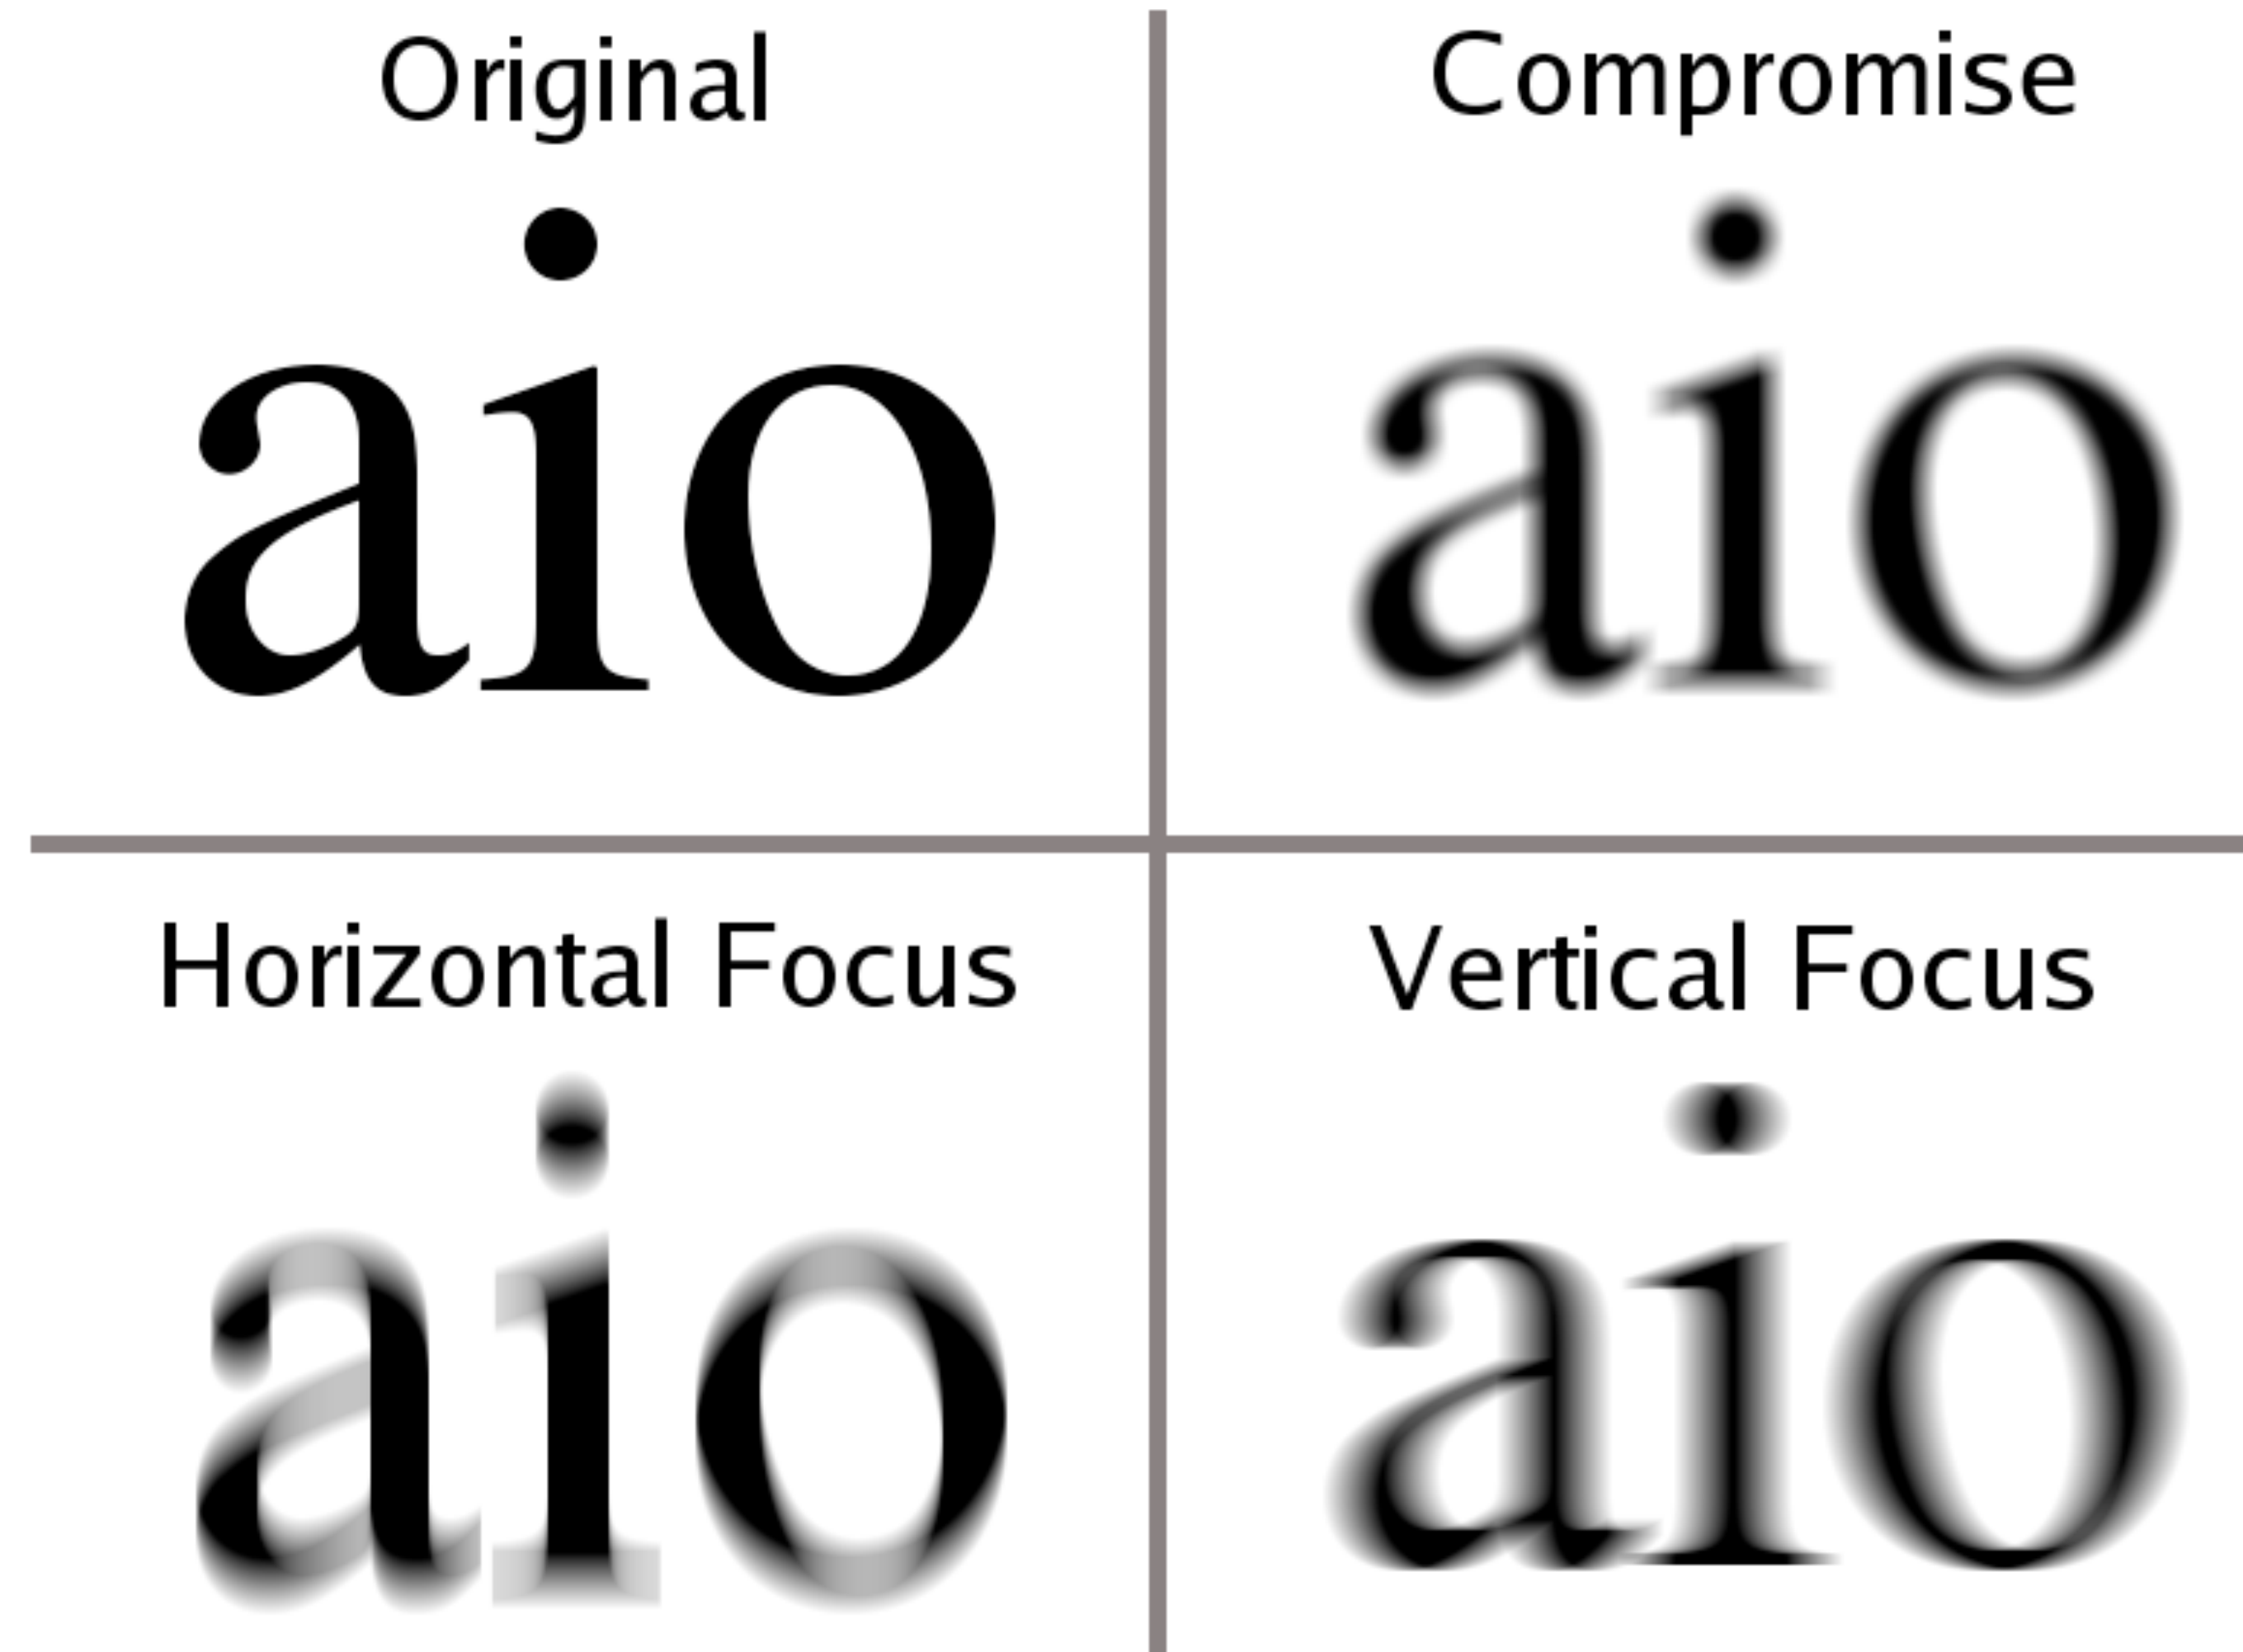 Original
aio
Compromise
aio
Horizontal Focus
aio
Vertical Focus
aio